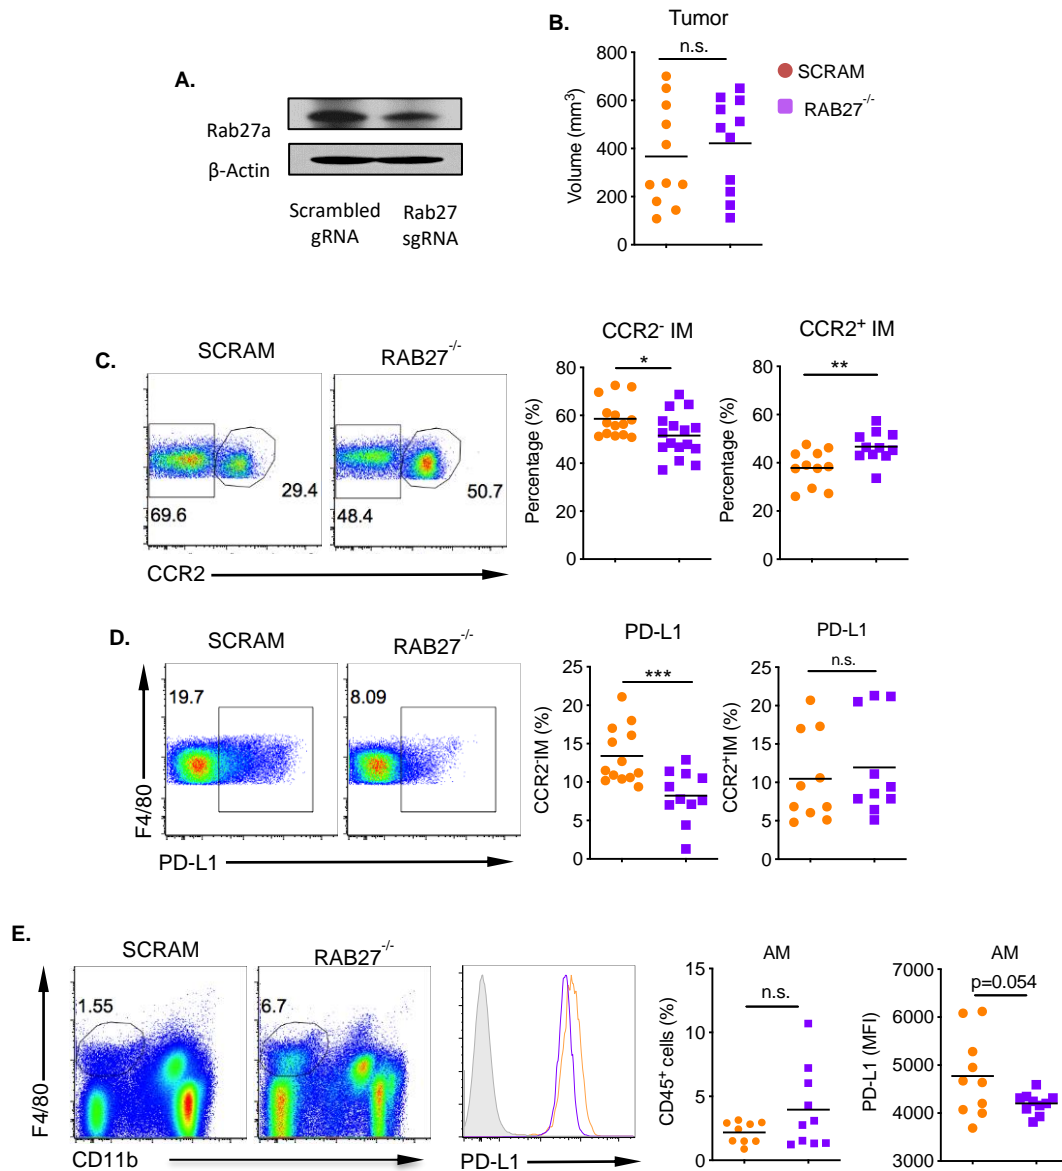 A.
Rab27a
β-Actin
Scrambled gRNA
Rab27 sgRNA
B.
Tumor
n.s.
Volume (mm³)
800
600
400
200
0
SCRAM
RAB27-/-
C.
SCRAM
RAB27-/-
69.6
29.4
48.4
50.7
CCR2
CCR2- IM
*
Percentage (%)
80
60
40
20
0
CCR2+ IM
**
Percentage (%)
80
60
40
20
0
D.
SCRAM
RAB27-/-
19.7
8.09
F4/80
PD-L1
PD-L1
***
CCR2-IM (%)
25
20
15
10
5
0
PD-L1
n.s.
CCR2+IM (%)
25
20
15
10
5
0
E.
SCRAM
RAB27-/-
1.55
6.7
F4/80
CD11b
PD-L1
AM
n.s.
CD45+ cells (%)
15
10
5
0
AM
p=0.054
PD-L1 (MFI)
7000
6000
5000
4000
3000